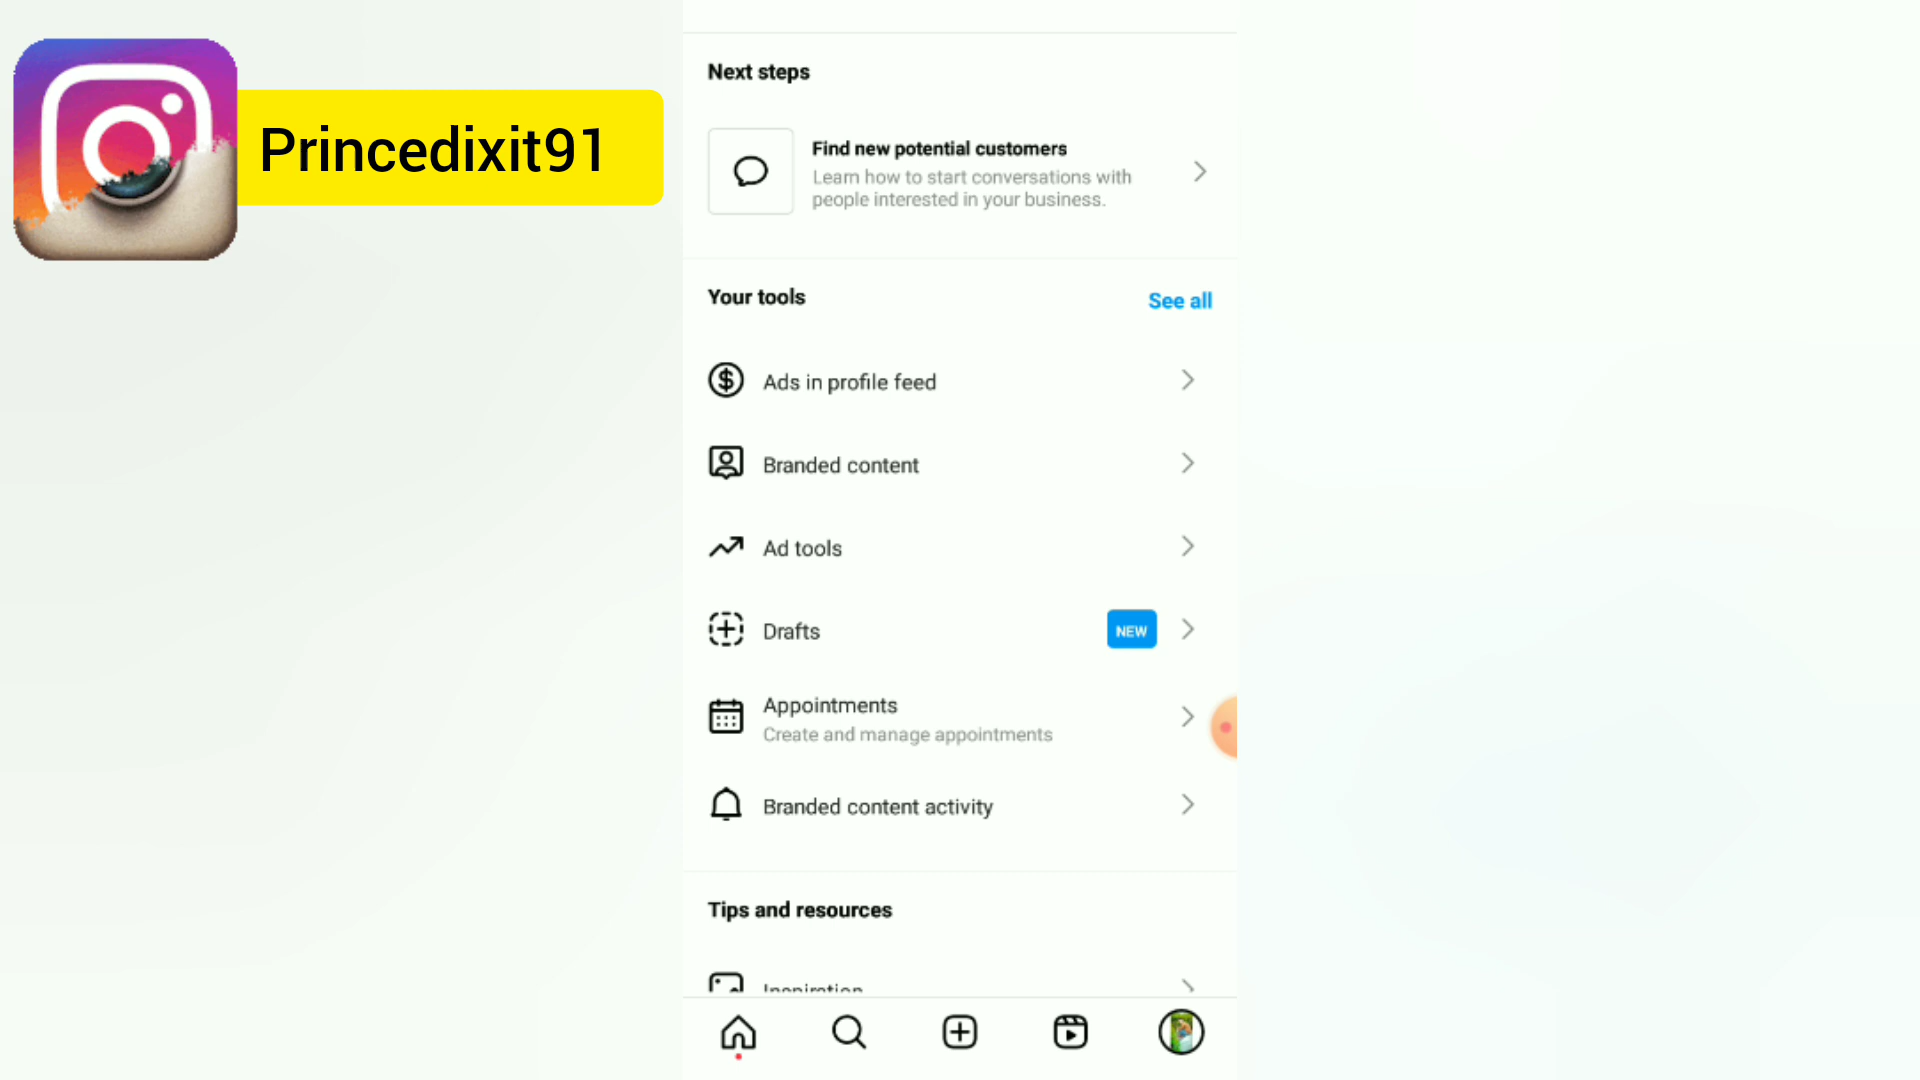 Princedixit91
Next steps
Find new potential customers
Learn how to start conversations with
people interested in your business.
Your tools
See all
Ads in profile feed
Branded content
Ad tools
Drafts
NEW
Appointments
Create and manage appointments
Branded content activity
Tips and resources
Inspiration